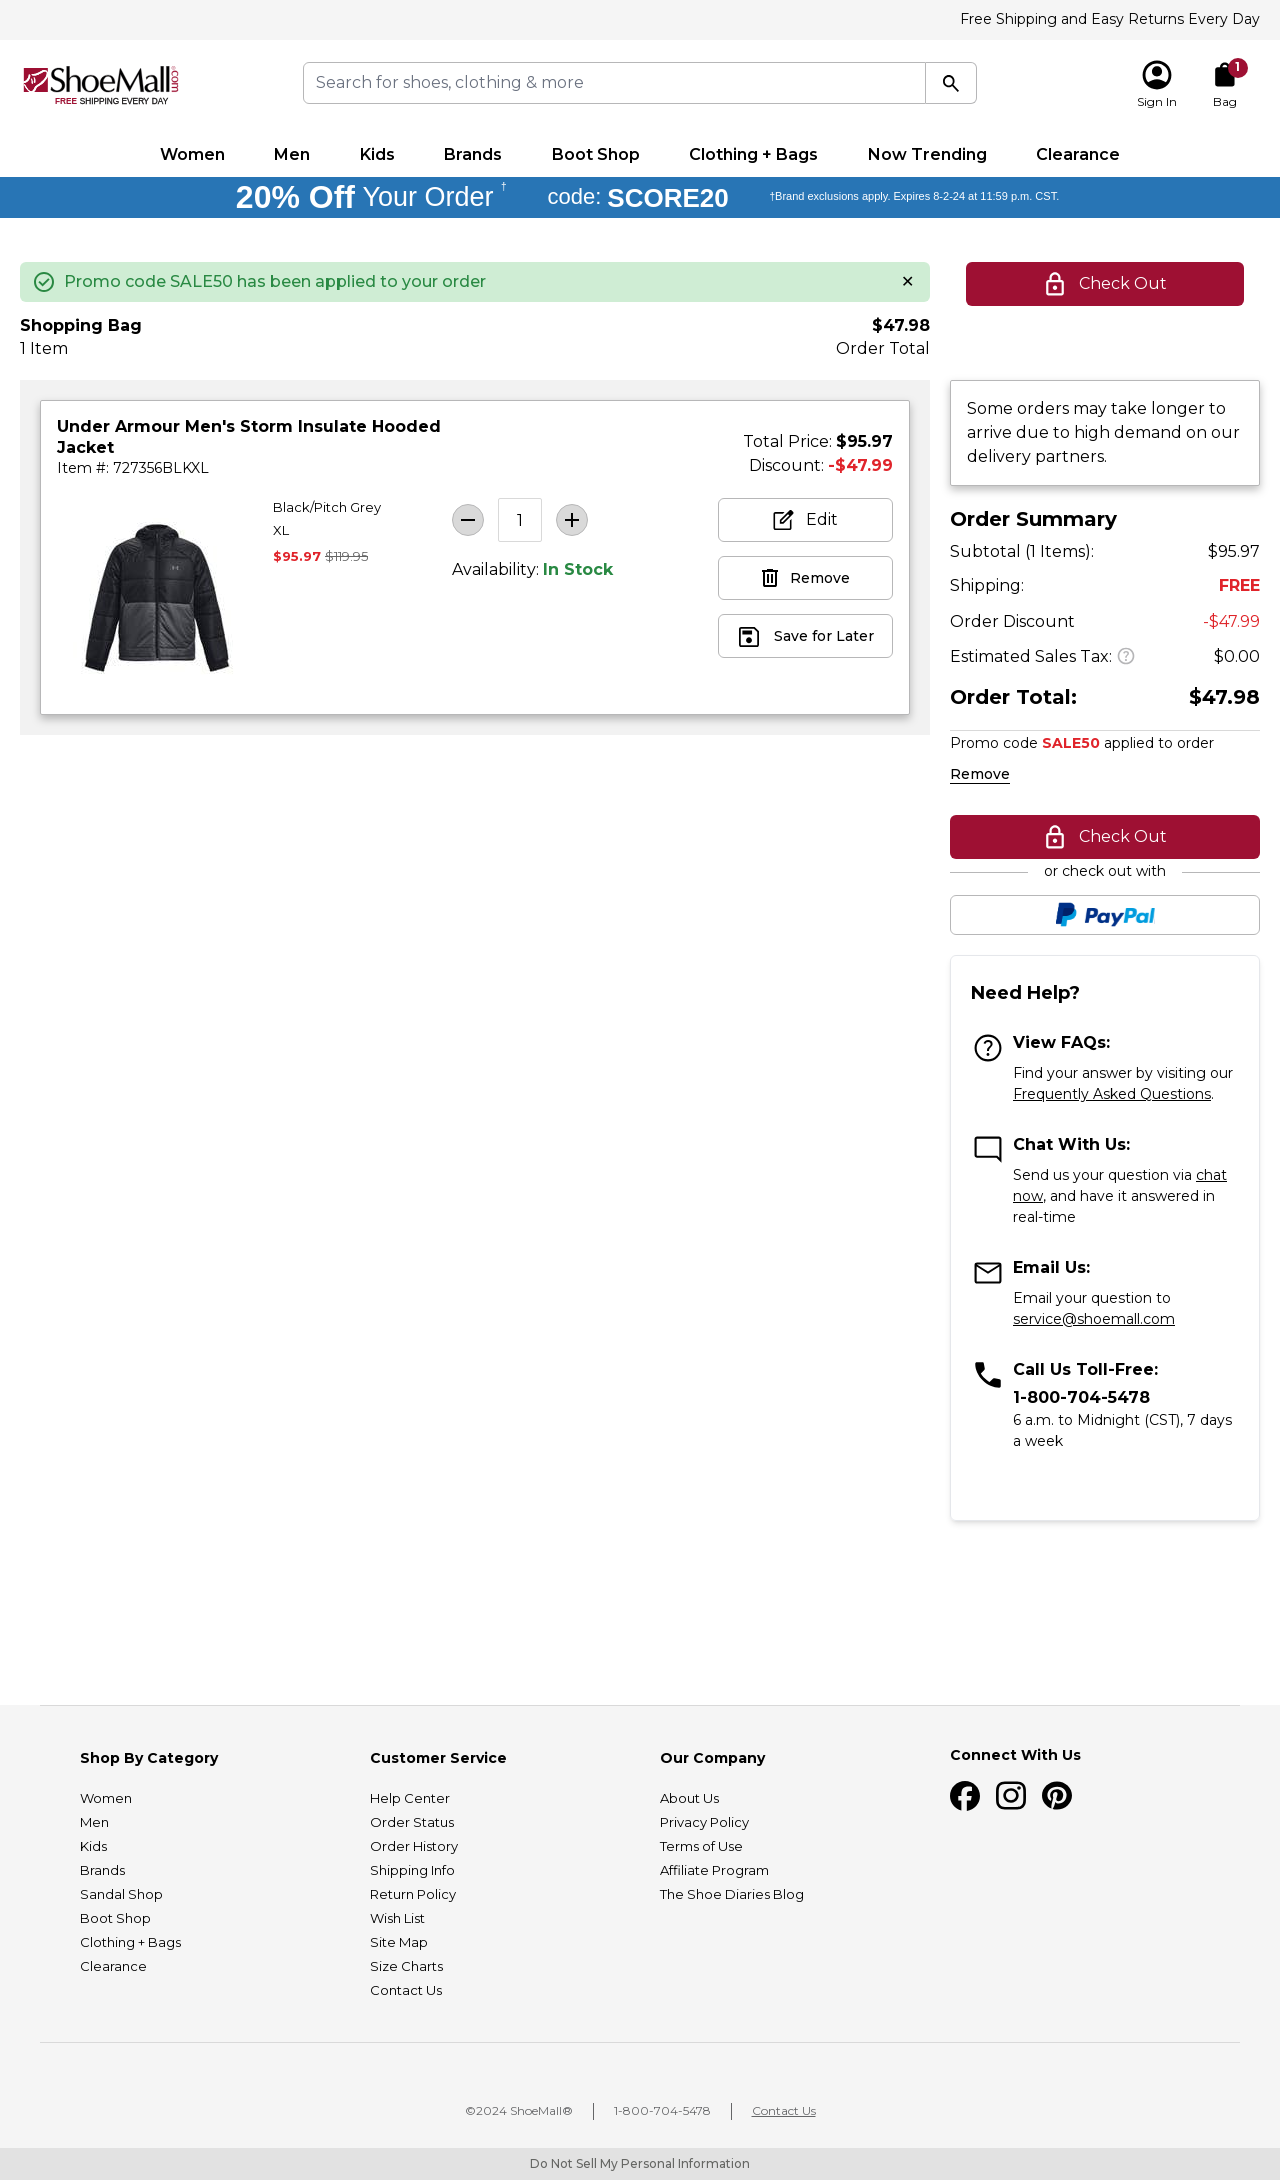 Free Shipping and Easy Returns Every Day
ShoeMall.com
FREE SHIPPING EVERY DAY
Search for shoes, clothing & more
Sign In
1
Bag
Women Men Kids Brands Boot Shop Clothing + Bags Now Trending Clearance
20% Off Your Order † code: SCORE20 †Brand exclusions apply. Expires 8-2-24 at 11:59 p.m. CST.
Promo code SALE50 has been applied to your order
Check Out
Shopping Bag $47.98
1 Item Order Total
Under Armour Men's Storm Insulate Hooded
Jacket
Item #: 727356BLKXL
Total Price: $95.97
Discount: -$47.99
Black/Pitch Grey
XL
$95.97 $119.95
1
Availability: In Stock
Edit
Remove
Save for Later
Some orders may take longer to
arrive due to high demand on our
delivery partners.
Order Summary
Subtotal (1 Items): $95.97
Shipping: FREE
Order Discount -$47.99
Estimated Sales Tax: $0.00
Order Total: $47.98
Promo code SALE50 applied to order
Remove
Check Out
or check out with
PayPal
Need Help?
View FAQs:
Find your answer by visiting our
Frequently Asked Questions.
Chat With Us:
Send us your question via chat
now, and have it answered in
real-time
Email Us:
Email your question to
service@shoemall.com
Call Us Toll-Free:
1-800-704-5478
6 a.m. to Midnight (CST), 7 days
a week
Shop By Category
Women
Men
Kids
Brands
Sandal Shop
Boot Shop
Clothing + Bags
Clearance
Customer Service
Help Center
Order Status
Order History
Shipping Info
Return Policy
Wish List
Site Map
Size Charts
Contact Us
Our Company
About Us
Privacy Policy
Terms of Use
Affiliate Program
The Shoe Diaries Blog
Connect With Us
©2024 ShoeMall® 1-800-704-5478 Contact Us
Do Not Sell My Personal Information